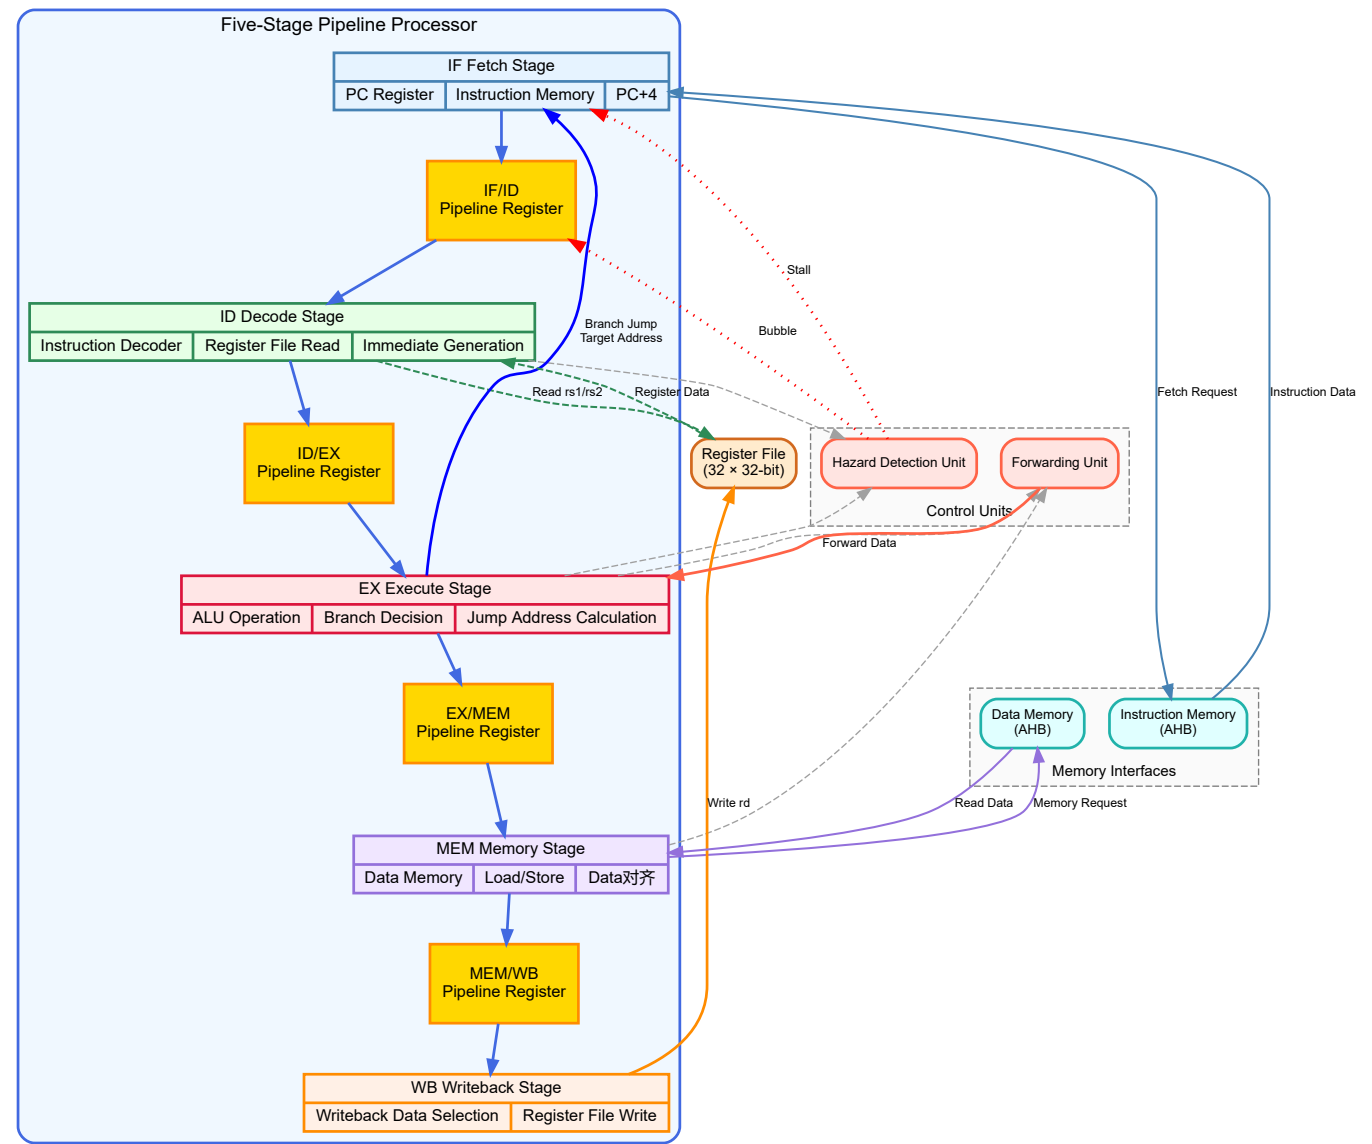 Five-Stage Pipeline Processor
IF Fetch Stage
PC Register
Instruction Memory
PC+4
IF/ID
Pipeline Register
Stall
Bubble
ID Decode Stage
Instruction Decoder
Register File Read
Immediate Generation
Branch Jump
Target Address
Read rs1/rs2
Register Data
Fetch Request
Instruction Data
ID/EX
Pipeline Register
Register File
(32 × 32-bit)
Hazard Detection Unit
Forwarding Unit
Control Units
Forward Data
EX Execute Stage
ALU Operation
Branch Decision
Jump Address Calculation
EX/MEM
Pipeline Register
Data Memory
(AHB)
Instruction Memory
(AHB)
Memory Interfaces
Write rd
Read Data
Memory Request
MEM Memory Stage
Data Memory
Load/Store
Data对齐
MEM/WB
Pipeline Register
WB Writeback Stage
Writeback Data Selection
Register File Write